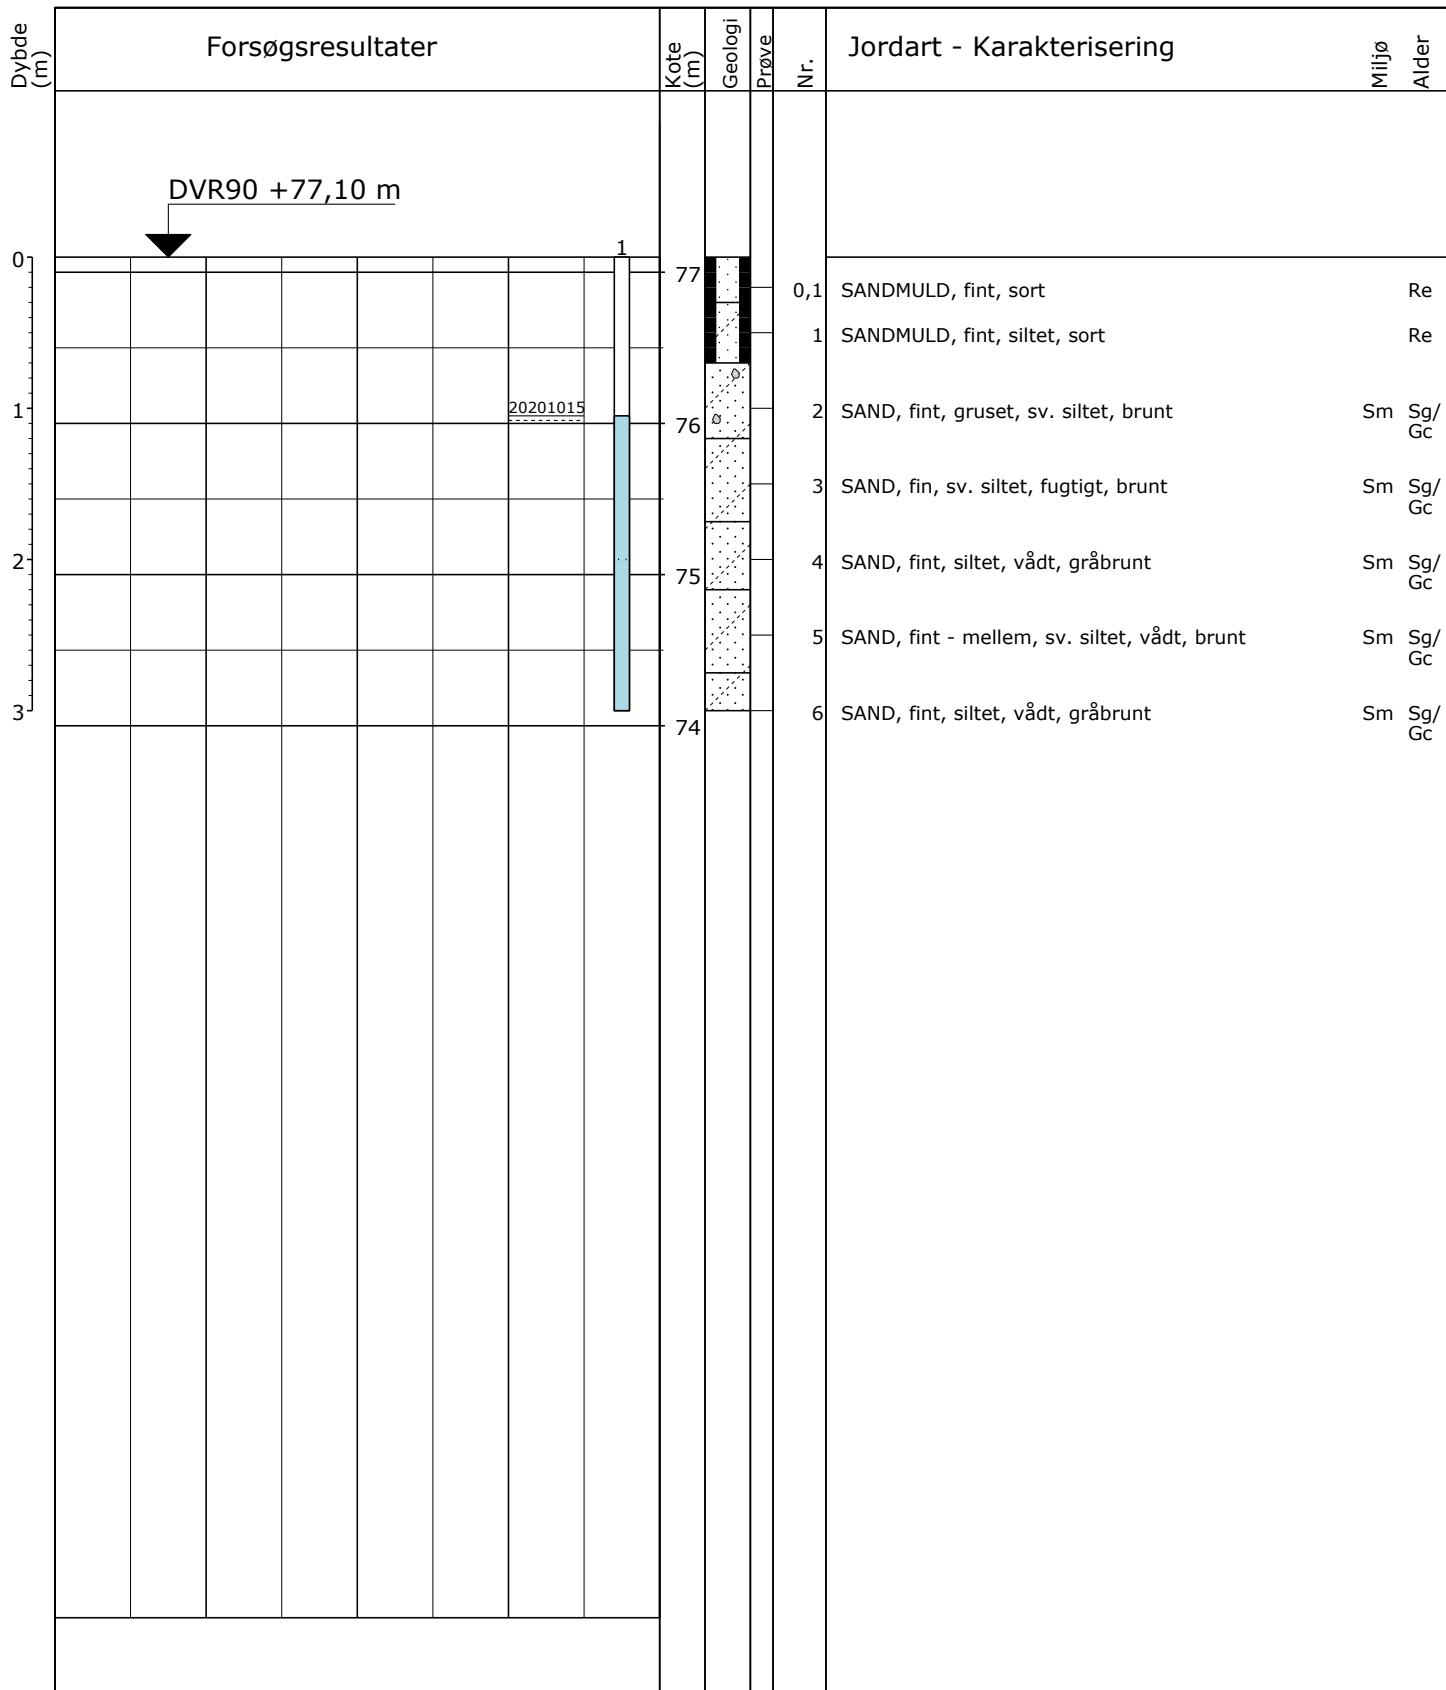 Dybde
(m)
Forsøgsresultater
Kote
(m)
Geologi
Prøve
Nr.
Jordart - Karakterisering
Miljø
Alder
DVR90 +77,10 m
1
0
77
0,1 SANDMULD, fint, sort Re
1 SANDMULD, fint, siltet, sort Re
1
20201015
76
2 SAND, fint, gruset, sv. siltet, brunt Sm Sg/
Gc
3 SAND, fin, sv. siltet, fugtigt, brunt Sm Sg/
Gc
2
75
4 SAND, fint, siltet, vådt, gråbrunt Sm Sg/
Gc
5 SAND, fint - mellem, sv. siltet, vådt, brunt Sm Sg/
Gc
3
74
6 SAND, fint, siltet, vådt, gråbrunt Sm Sg/
Gc